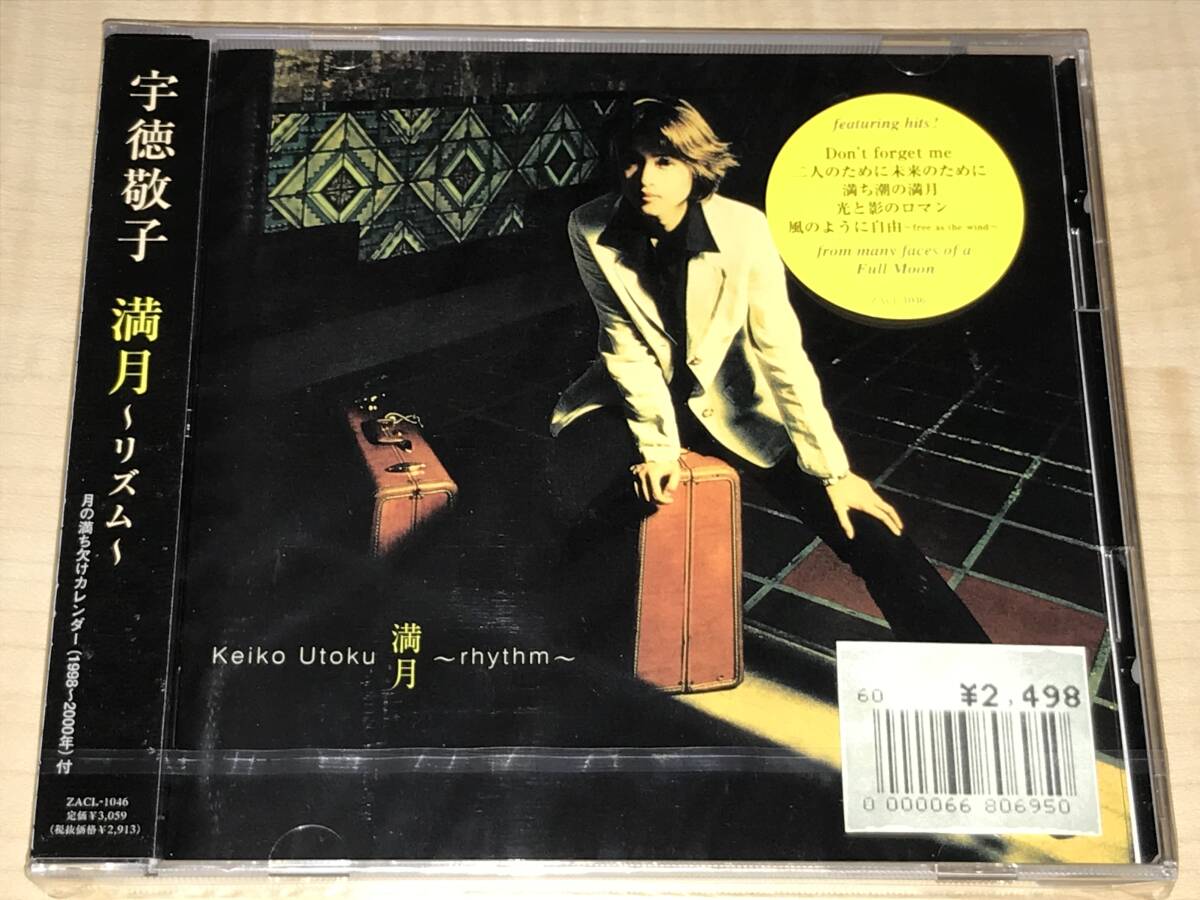 宇徳敬子 満月～リズム～
月の満ち欠けカレンダー（1998～2000年）付
ZACL-1046
定価￥3,059
（税抜価格￥2,913）
featuring hits!
Don't forget me
二人のために未来のために
満ち潮の満月
光と影のロマン
風のように自由～free as the wind～
from many faces of a
Full Moon
ZACL-1046
Keiko Utoku 満月 ～rhythm～
60 ¥2,498
0 000066 806950